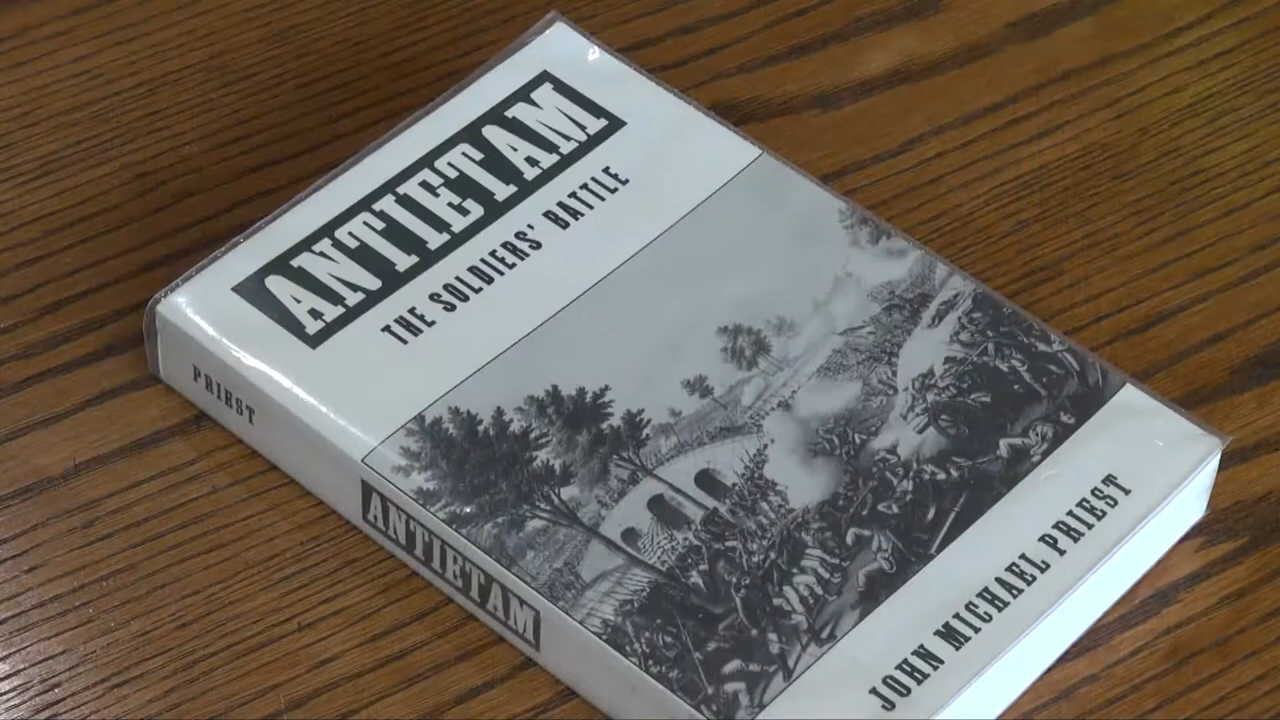 ANTIETAM
THE SOLDIERS' BATTLE
JOHN MICHAEL PRIEST
PRIEST
ANTIETAM